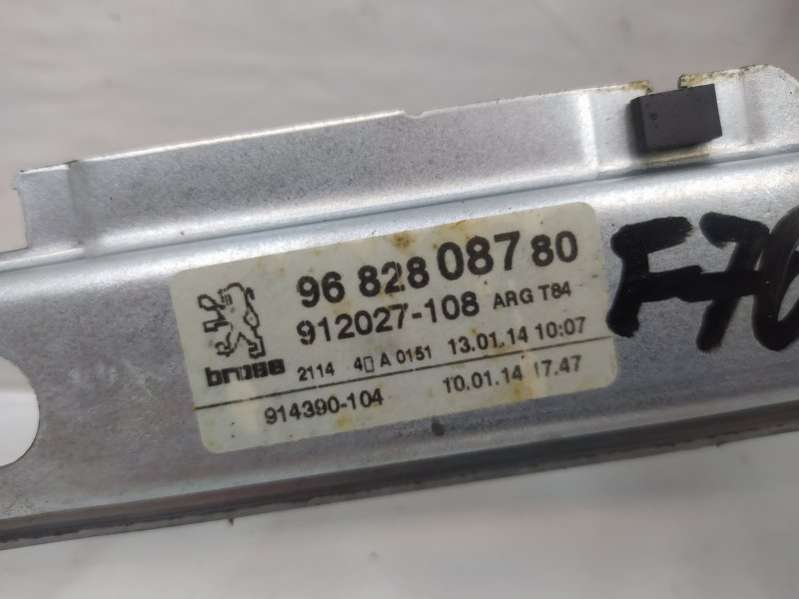 96 828 087 80
912027-108 ARG T84
brose 2114 4▯ A 0151 13.01.14 10:07
914390-104 10.01.14 17.47